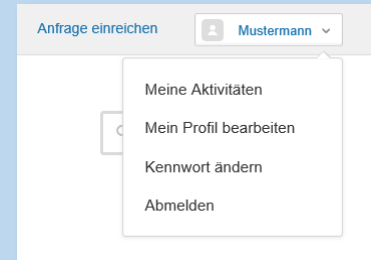 Anfrage einreichen
Mustermann
Meine Aktivitäten
Mein Profil bearbeiten
Kennwort ändern
Abmelden